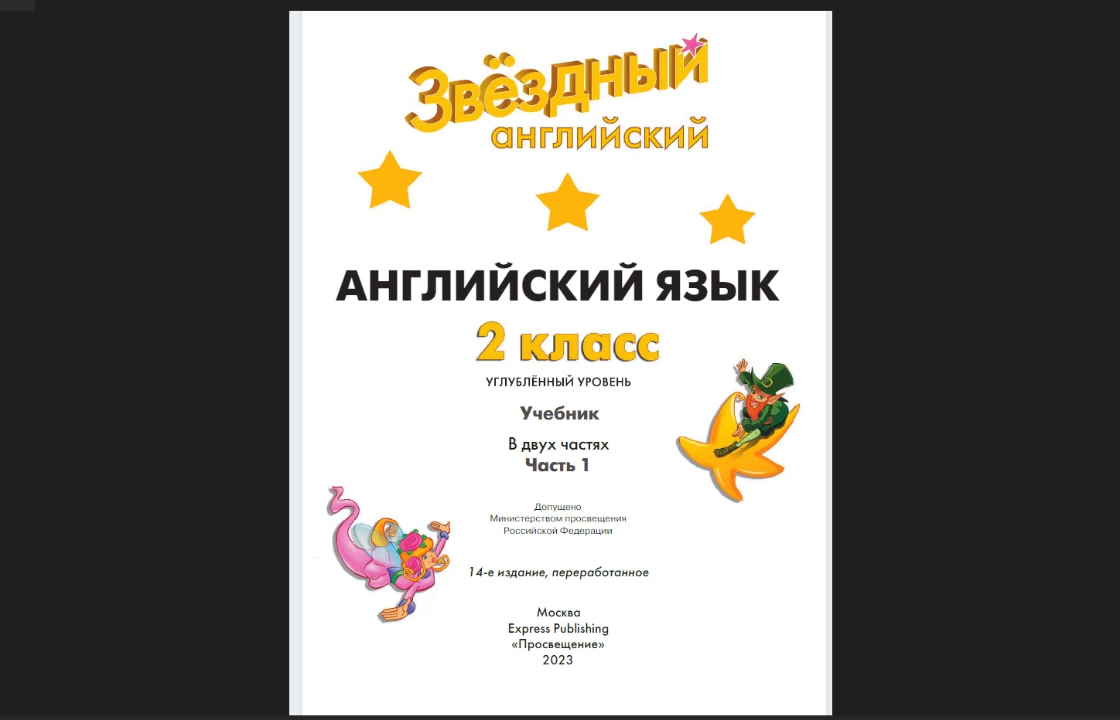 Звёздный
английский
АНГЛИЙСКИЙ ЯЗЫК
2 класс
УГЛУБЛЁННЫЙ УРОВЕНЬ
Учебник
В двух частях
Часть 1
Допущено
Министерством просвещения
Российской Федерации
14-е издание, переработанное
Москва
Express Publishing
«Просвещение»
2023